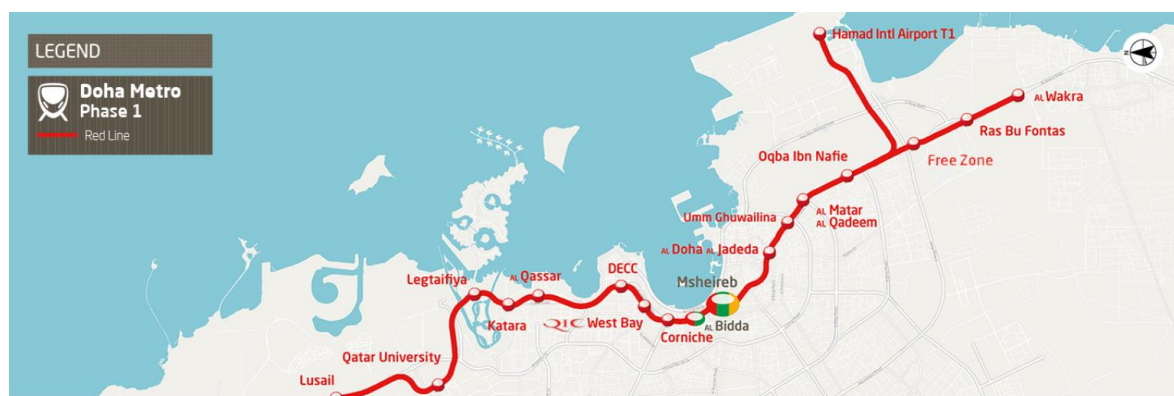 LEGEND
Doha Metro
Phase 1
Red Line
Hamad Intl Airport T1
N
AL Wakra
Ras Bu Fontas
Free Zone
Oqba Ibn Nafie
AL Matar
AL Qadeem
Umm Ghuwailina
AL Doha AL Jadeda
Msheireb
AL Bidda
Corniche
QIC West Bay
DECC
AL Qassar
Katara
Legtaifiya
Qatar University
Lusail